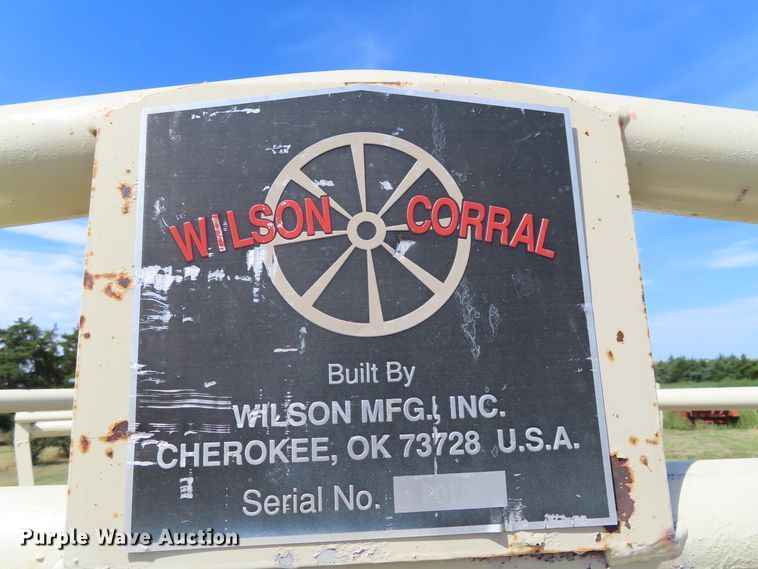 WILSON CORRAL
Built By
WILSON MFG., INC.
CHEROKEE, OK 73728 U.S.A.
Serial No.
Purple Wave Auction